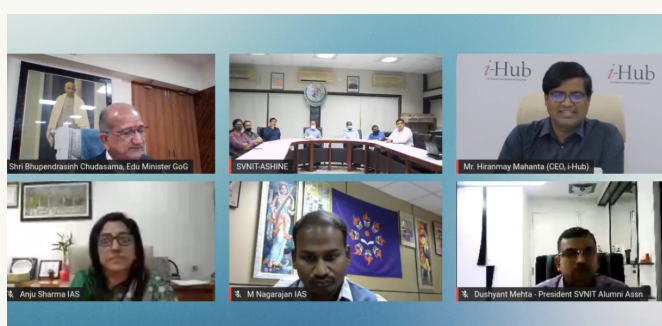 i-Hub
i-Hub
Shri Bhupendrasinh Chudasama, Edu Minister GoG
SVNIT-ASHINE
Mr. Hiranmay Mahanta (CEO, i-Hub)
Anju Sharma IAS
M Nagarajan IAS
Dushyant Mehta - President SVNIT Alumni Assn